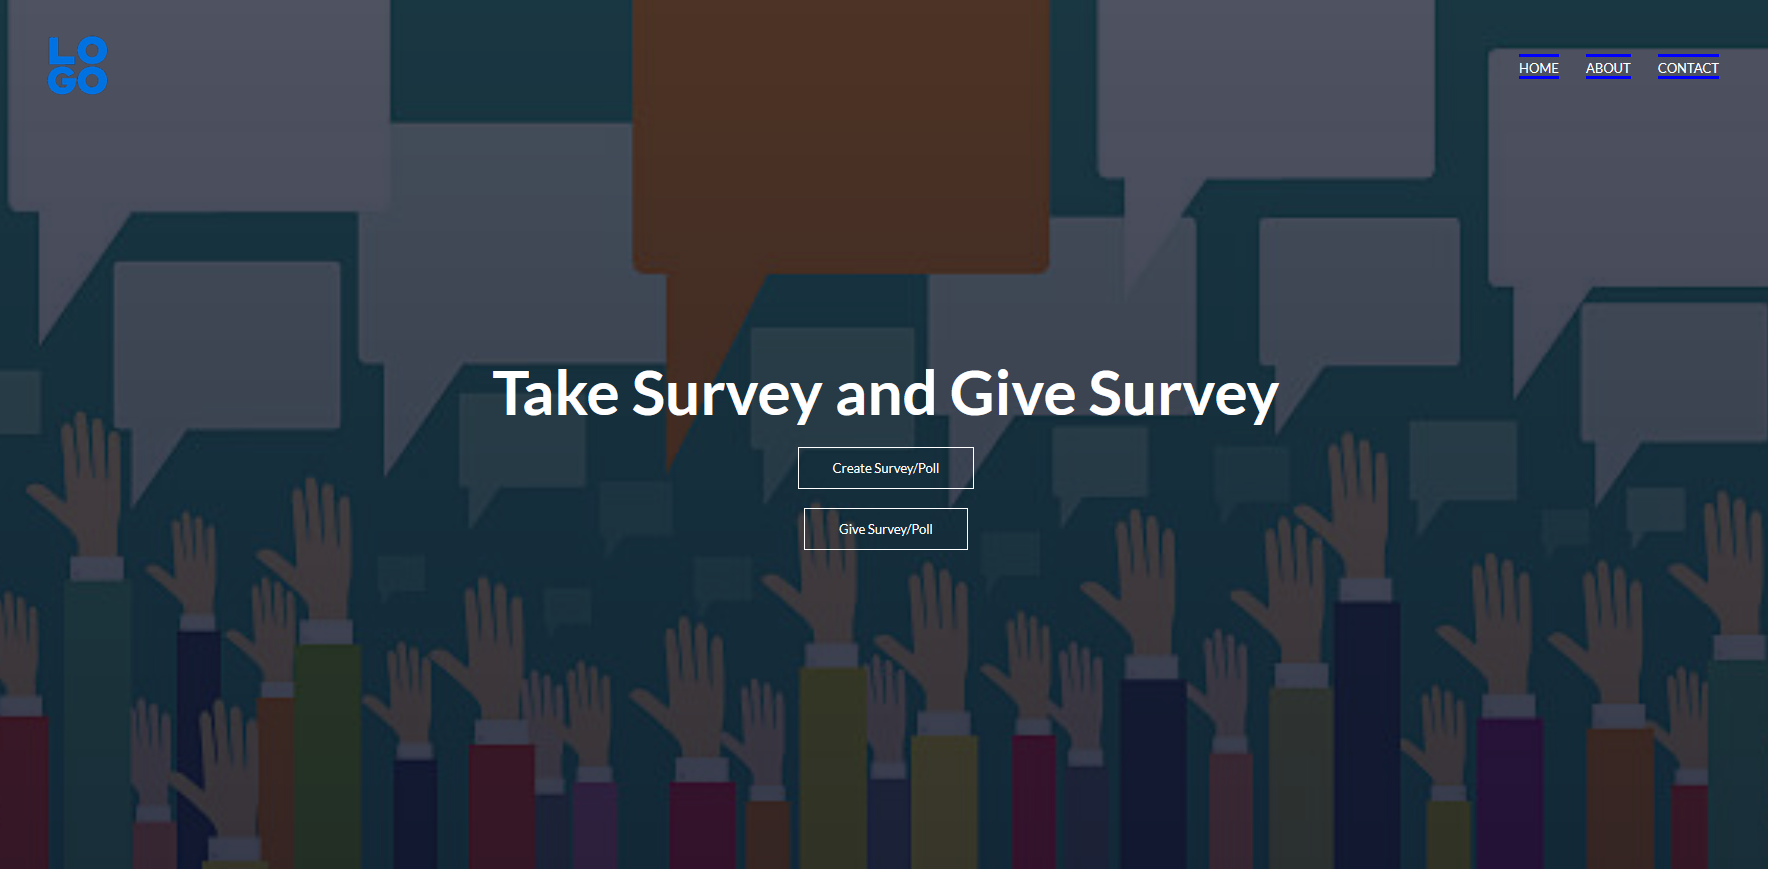 LO
GO
HOME ABOUT CONTACT
Take Survey and Give Survey
Create Survey/Poll
Give Survey/Poll